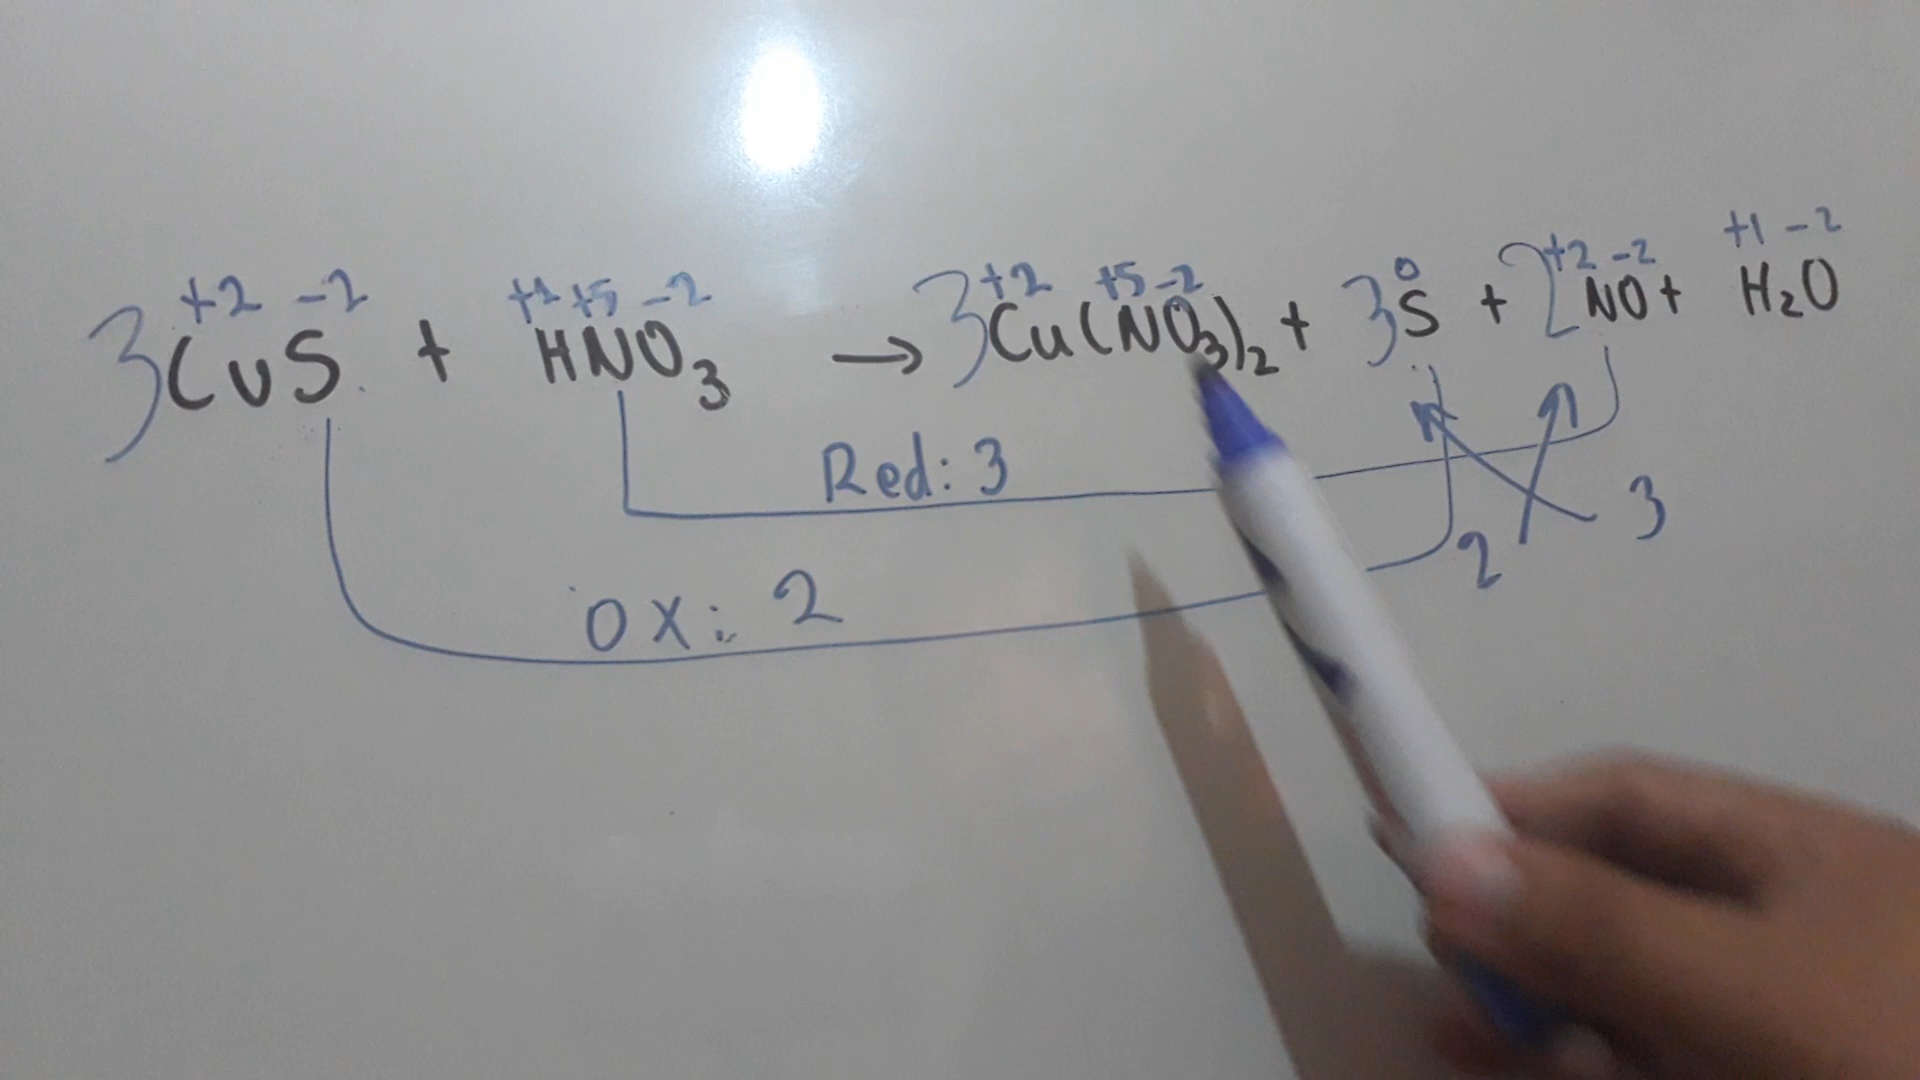 +2 -2 +1 +5 -2 +2 +5 -2 0 +2 -2 +1 -2
3CuS + HNO₃ → 3Cu(NO₃)₂ + 3S + 2NO + H₂O
Red: 3
2 3
OX: 2